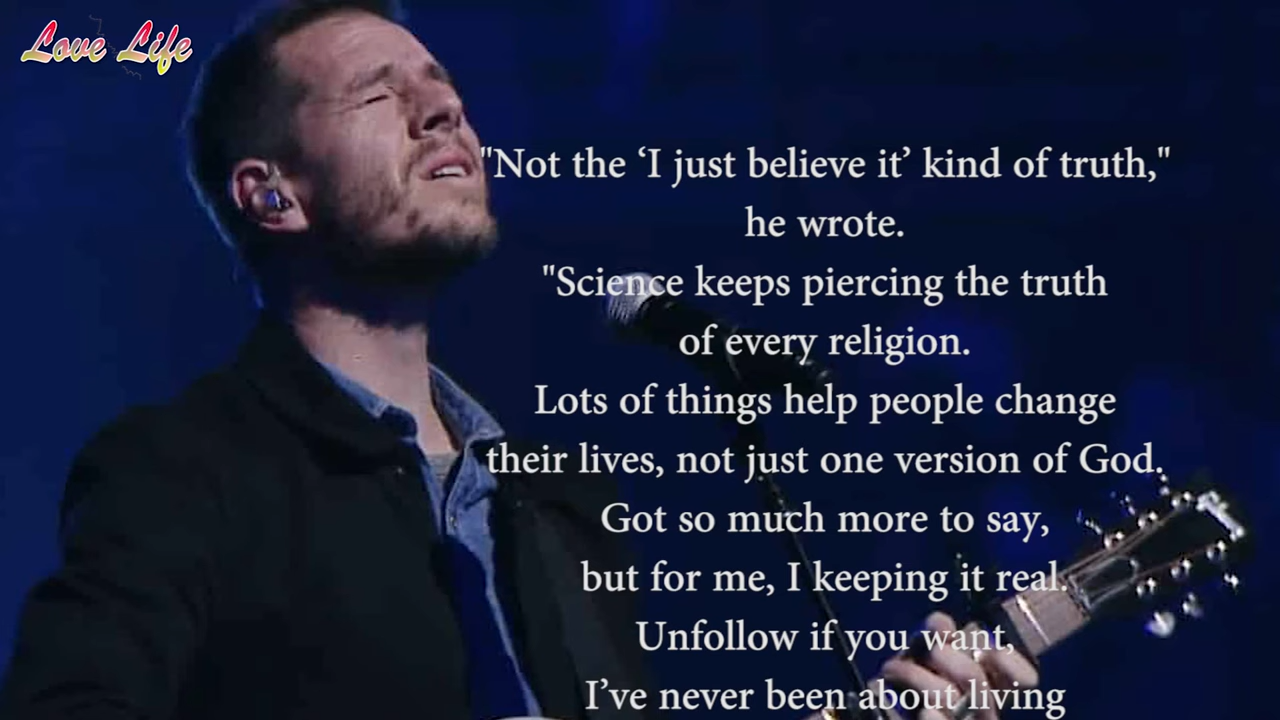 Love Life
"Not the ‘I just believe it’ kind of truth,"
he wrote.
"Science keeps piercing the truth
of every religion.
Lots of things help people change
their lives, not just one version of God.
Got so much more to say,
but for me, I keeping it real.
Unfollow if you want,
I’ve never been about living